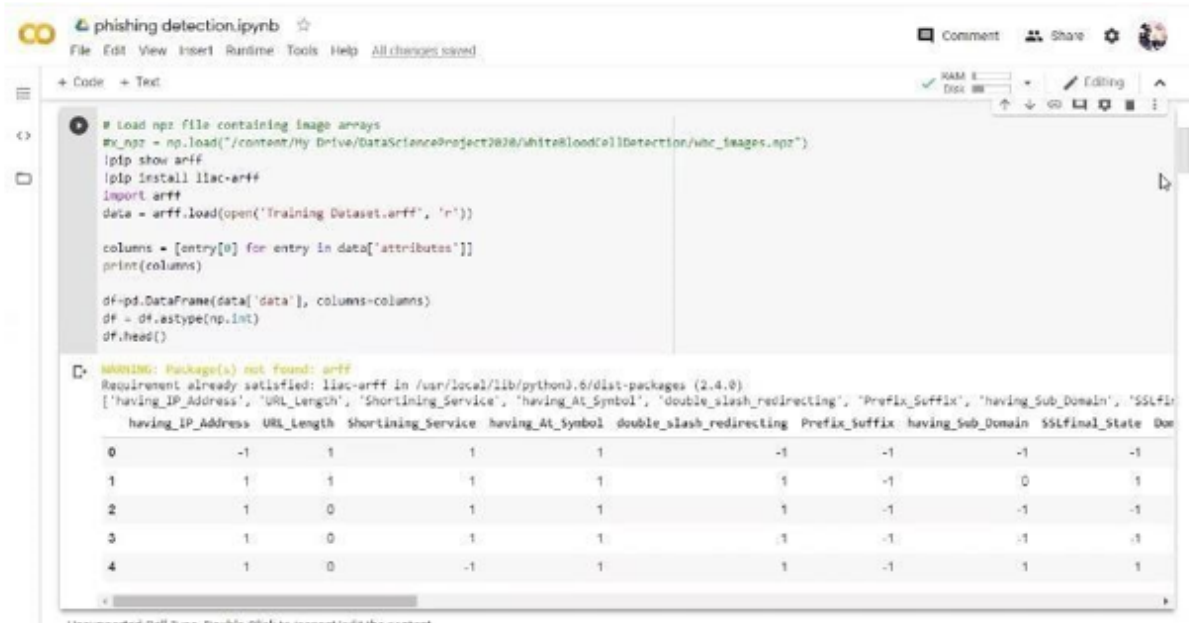 phishing detection.ipynb
File Edit View Insert Runtime Tools Help All changes saved
Comment Share
+ Code + Text
RAM
Disk
Editing
# Load npz file containing image arrays
#x_npz = np.load("/content/My Drive/DataScienceProject2020/WhiteBloodCellDetection/wbc_images.npz")
!pip show arff
!pip install liac-arff
import arff
data = arff.load(open('Training Dataset.arff', 'r'))
columns = [entry[0] for entry in data['attributes']]
print(columns)
df=pd.DataFrame(data['data'], columns=columns)
df = df.astype(np.int)
df.head()
WARNING: Package(s) not found: arff
Requirement already satisfied: liac-arff in /usr/local/lib/python3.6/dist-packages (2.4.0)
['having_IP_Address', 'URL_Length', 'Shortining_Service', 'having_At_Symbol', 'double_slash_redirecting', 'Prefix_Suffix', 'having_Sub_Domain', 'SSLfin
having_IP_Address URL_Length Shortining_Service having_At_Symbol double_slash_redirecting Prefix_Suffix having_Sub_Domain SSLfinal_State Dom
0 -1 1 1 1 -1 -1 -1 -1
1 1 1 1 1 1 -1 0 1
2 1 0 1 1 1 -1 -1 -1
3 1 0 1 1 1 -1 -1 -1
4 1 0 -1 1 1 -1 1 1